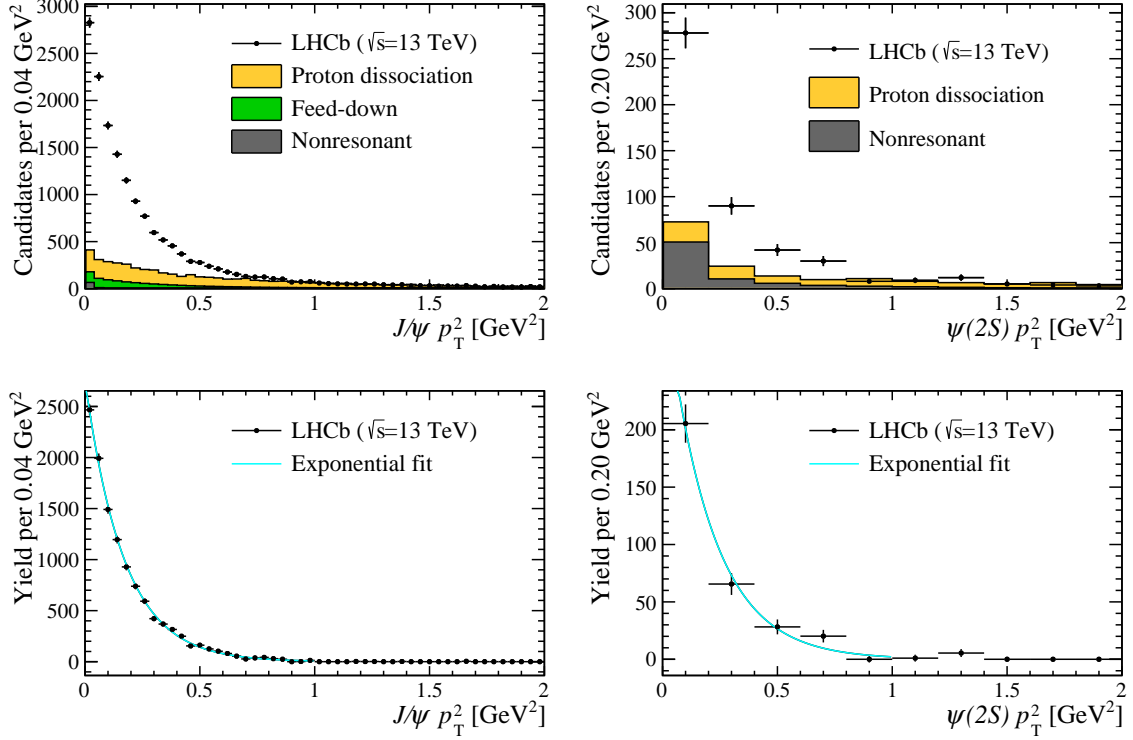 Candidates per 0.04 GeV²
3000
2500
2000
1500
1000
500
0
LHCb (√s=13 TeV)
Proton dissociation
Feed-down
Nonresonant
0 0.5 1 1.5 2
J/ψ p_T² [GeV²]
Candidates per 0.20 GeV²
300
250
200
150
100
50
0
LHCb (√s=13 TeV)
Proton dissociation
Nonresonant
0 0.5 1 1.5 2
ψ(2S) p_T² [GeV²]
Yield per 0.04 GeV²
2500
2000
1500
1000
500
0
LHCb (√s=13 TeV)
Exponential fit
0 0.5 1 1.5 2
J/ψ p_T² [GeV²]
Yield per 0.20 GeV²
200
150
100
50
0
LHCb (√s=13 TeV)
Exponential fit
0 0.5 1 1.5 2
ψ(2S) p_T² [GeV²]